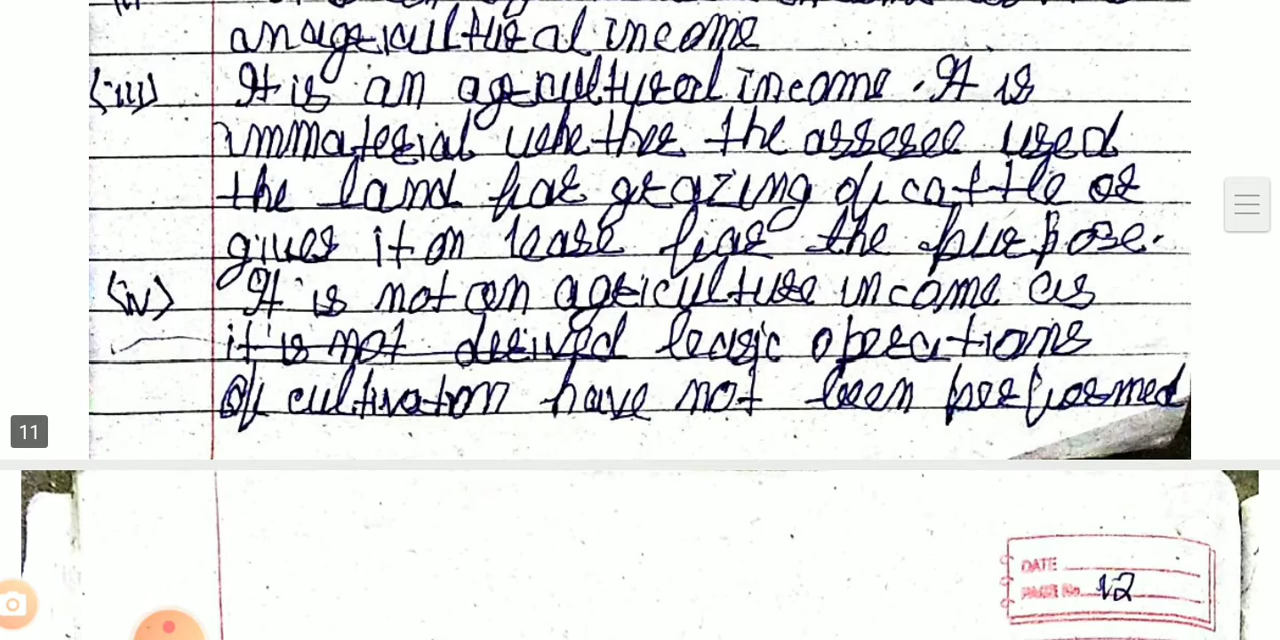 an agricultural income
(iii) It is an agricultural income. It is
immaterial whether the assesee used
the land for grazing of cattle or
gives it on lease for the purpose.
(iv) It is not an agriculture income as
it is not derived basic operations
of cultivation have not been performed
11
DATE
PAGE No. 12